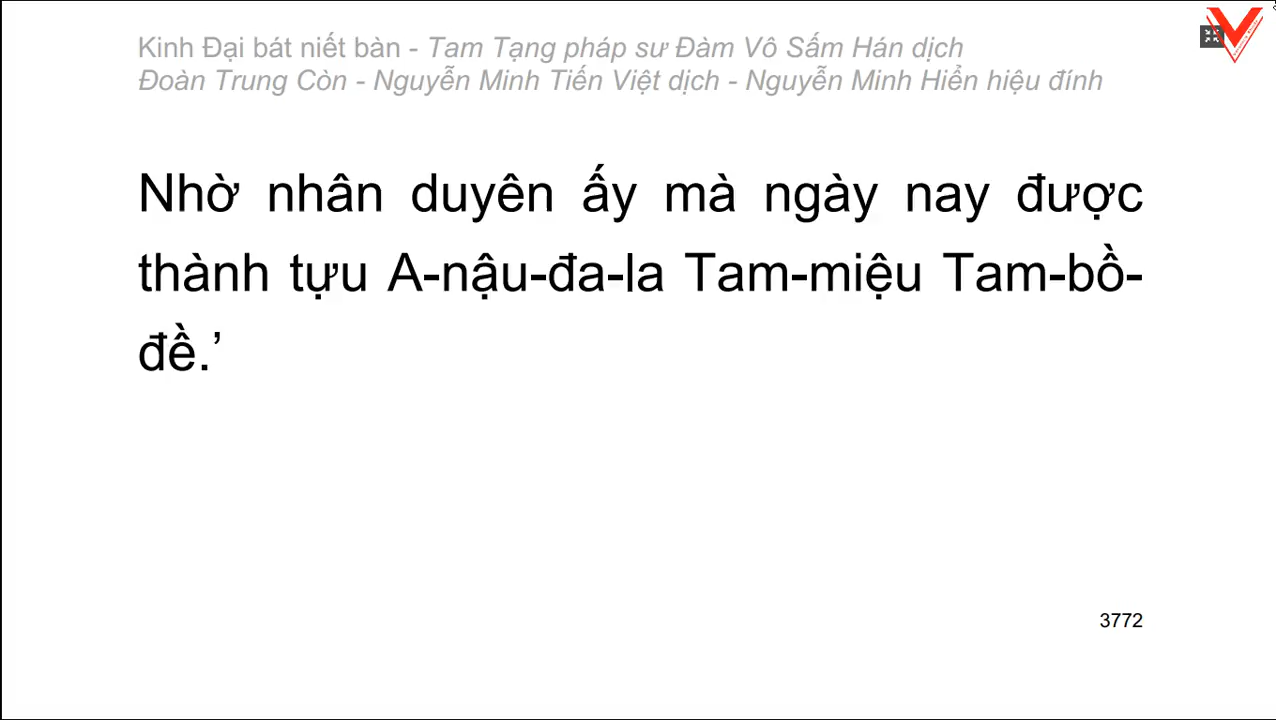 Kinh Đại bát niết bàn - Tam Tạng pháp sư Đàm Vô Sấm Hán dịch
Đoàn Trung Còn - Nguyễn Minh Tiến Việt dịch - Nguyễn Minh Hiển hiệu đính
Nhờ nhân duyên ấy mà ngày nay được
thành tựu A-nậu-đa-la Tam-miệu Tam-bồ-
đề.’
3772